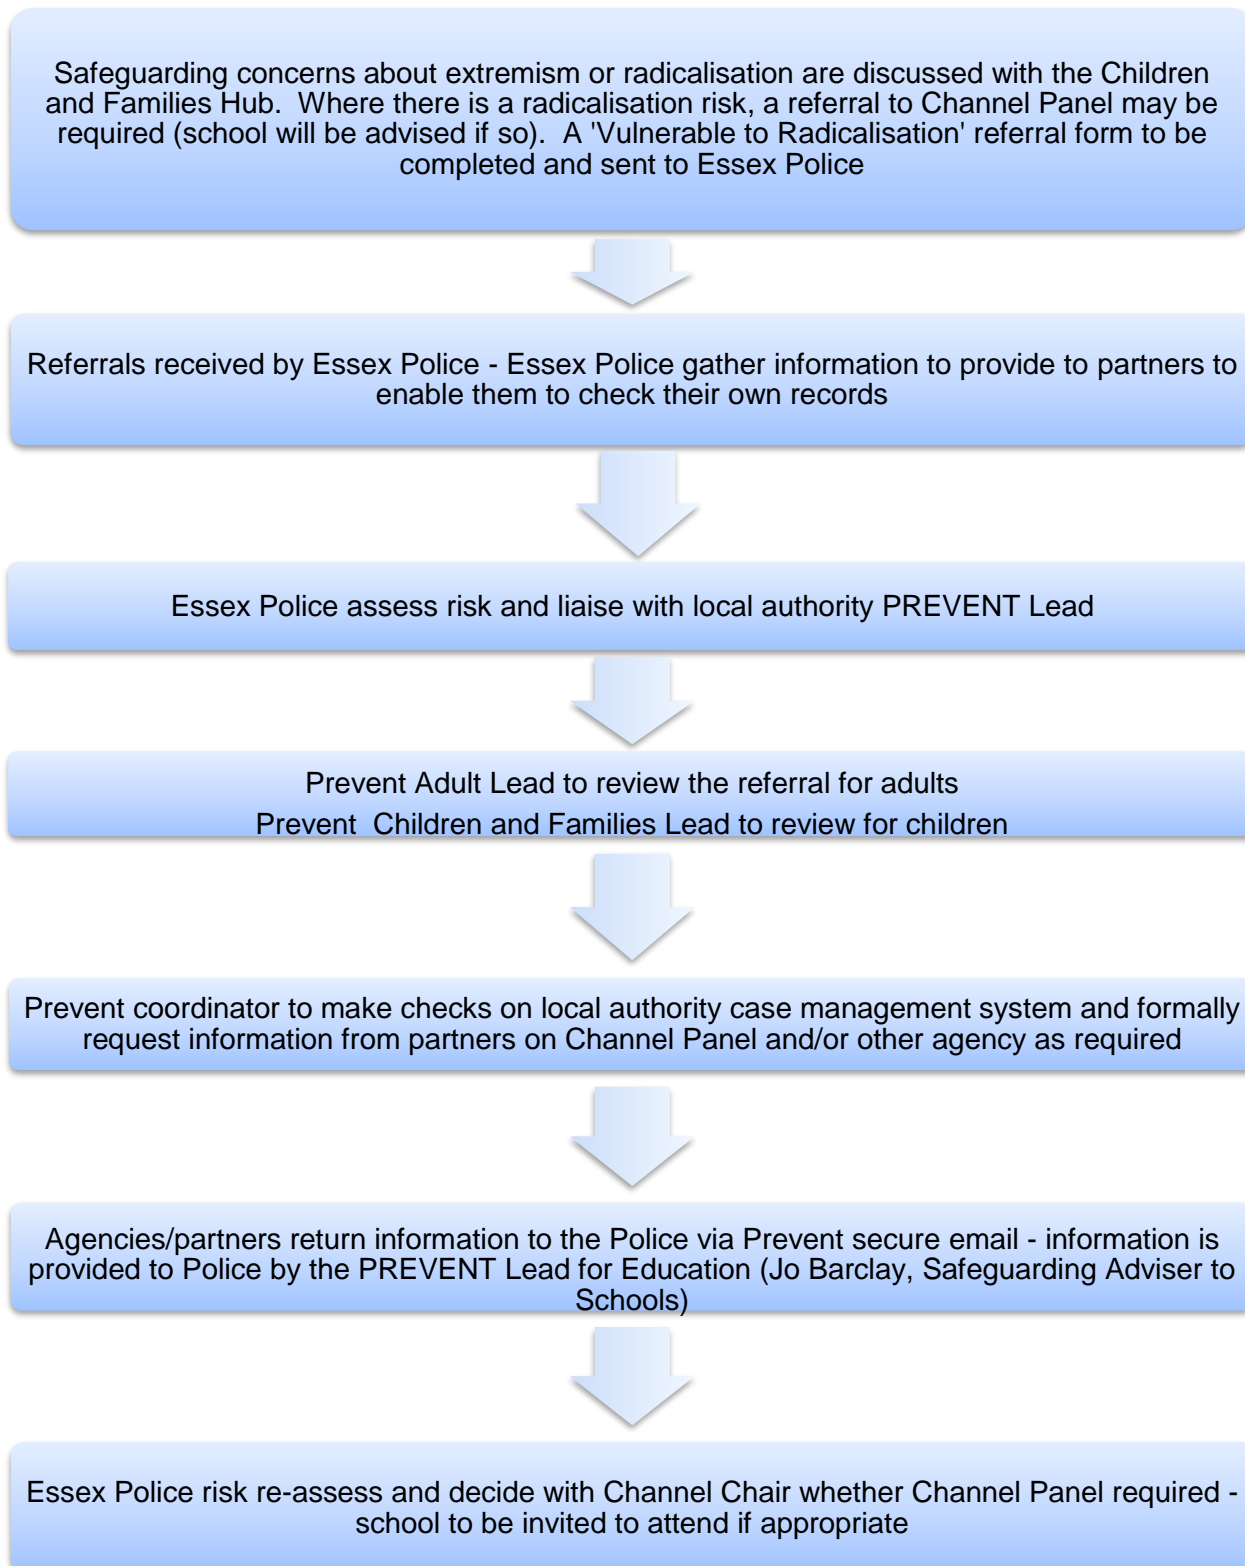 Safeguarding concerns about extremism or radicalisation are discussed with the Children
and Families Hub.  Where there is a radicalisation risk, a referral to Channel Panel may be
required (school will be advised if so).  A 'Vulnerable to Radicalisation' referral form to be
completed and sent to Essex Police
Referrals received by Essex Police - Essex Police gather information to provide to partners to
enable them to check their own records
Essex Police assess risk and liaise with local authority PREVENT Lead
Prevent Adult Lead to review the referral for adults
Prevent  Children and Families Lead to review for children
Prevent coordinator to make checks on local authority case management system and formally
request information from partners on Channel Panel and/or other agency as required
Agencies/partners return information to the Police via Prevent secure email - information is
provided to Police by the PREVENT Lead for Education (Jo Barclay, Safeguarding Adviser to
Schools)
Essex Police risk re-assess and decide with Channel Chair whether Channel Panel required -
school to be invited to attend if appropriate